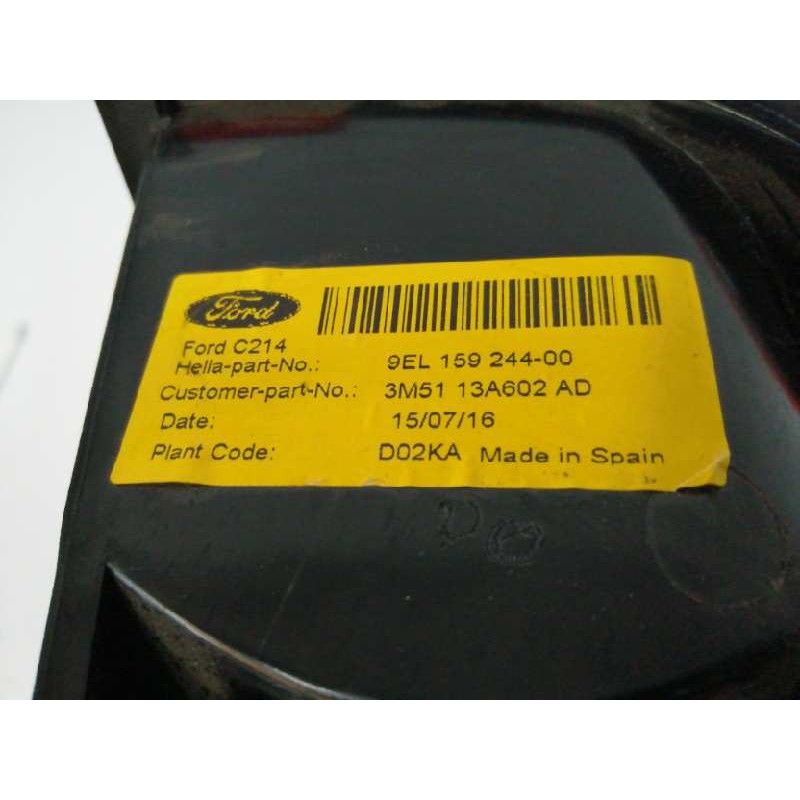 Ford
Ford C214
Hella-part-No.: 9EL 159 244-00
Customer-part-No.: 3M51 13A602 AD
Date: 15/07/16
Plant Code: D02KA Made in Spain